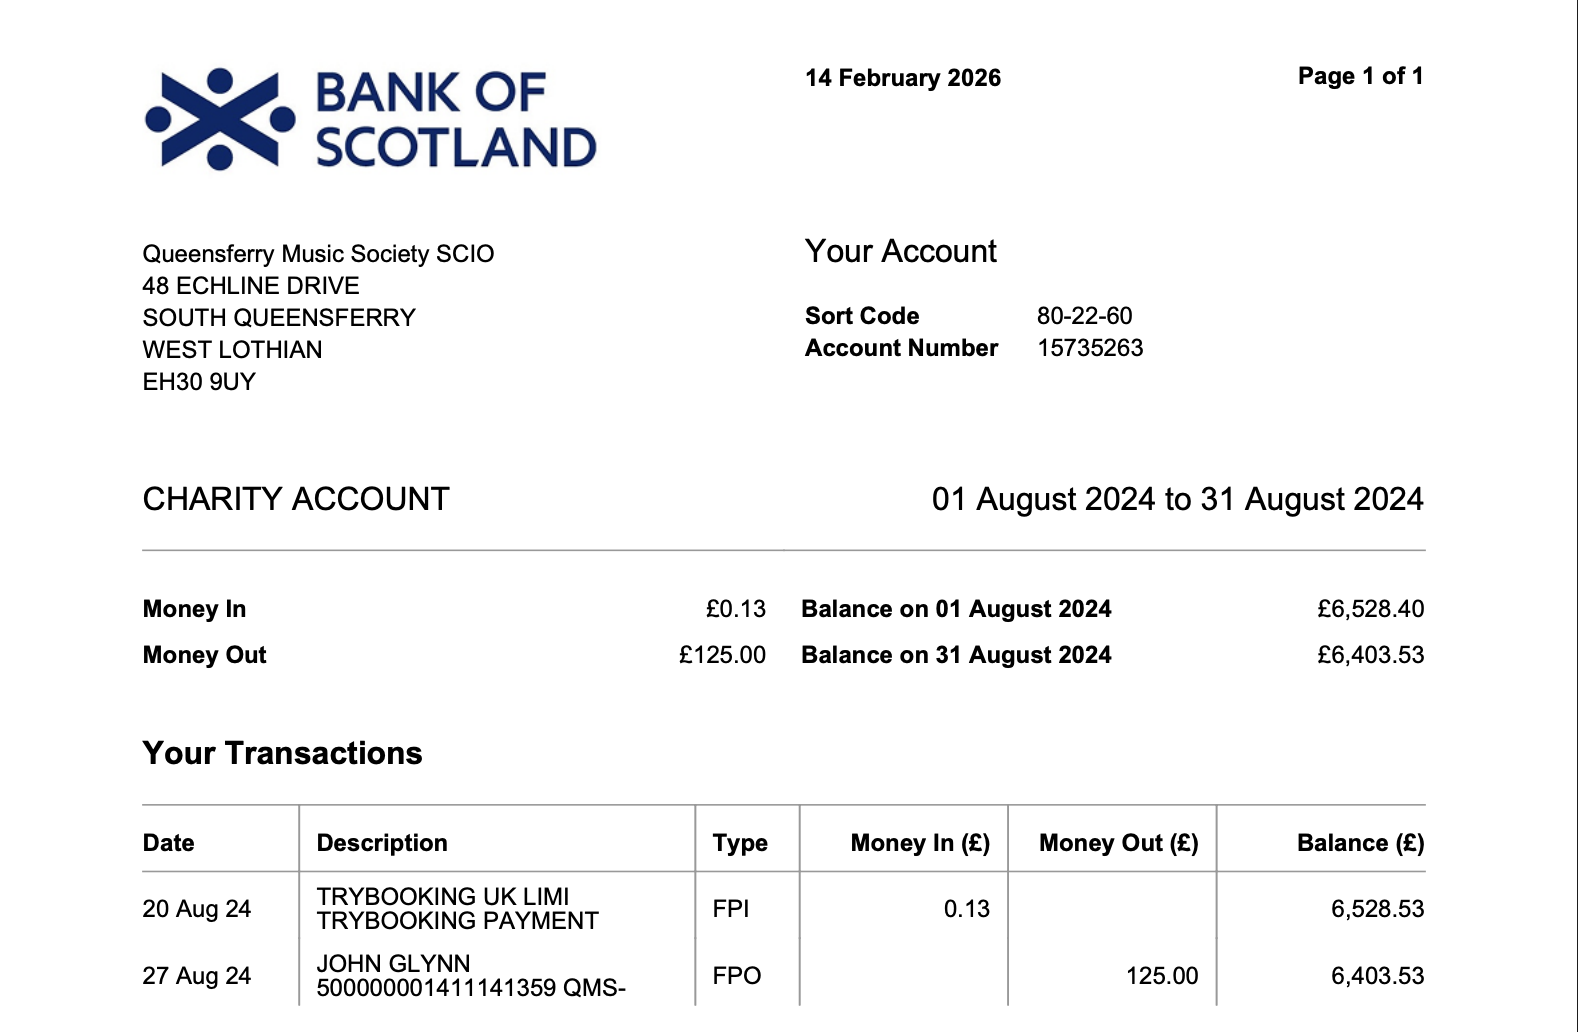 BANK OF
SCOTLAND
14 February 2026
Page 1 of 1
Queensferry Music Society SCIO
48 ECHLINE DRIVE
SOUTH QUEENSFERRY
WEST LOTHIAN
EH30 9UY
Your Account
Sort Code 80-22-60
Account Number 15735263
CHARITY ACCOUNT 01 August 2024 to 31 August 2024
Money In £0.13 Balance on 01 August 2024 £6,528.40
Money Out £125.00 Balance on 31 August 2024 £6,403.53
Your Transactions
Date Description Type Money In (£) Money Out (£) Balance (£)
20 Aug 24 TRYBOOKING UK LIMI
TRYBOOKING PAYMENT FPI 0.13 6,528.53
27 Aug 24 JOHN GLYNN
500000001411141359 QMS- FPO 125.00 6,403.53